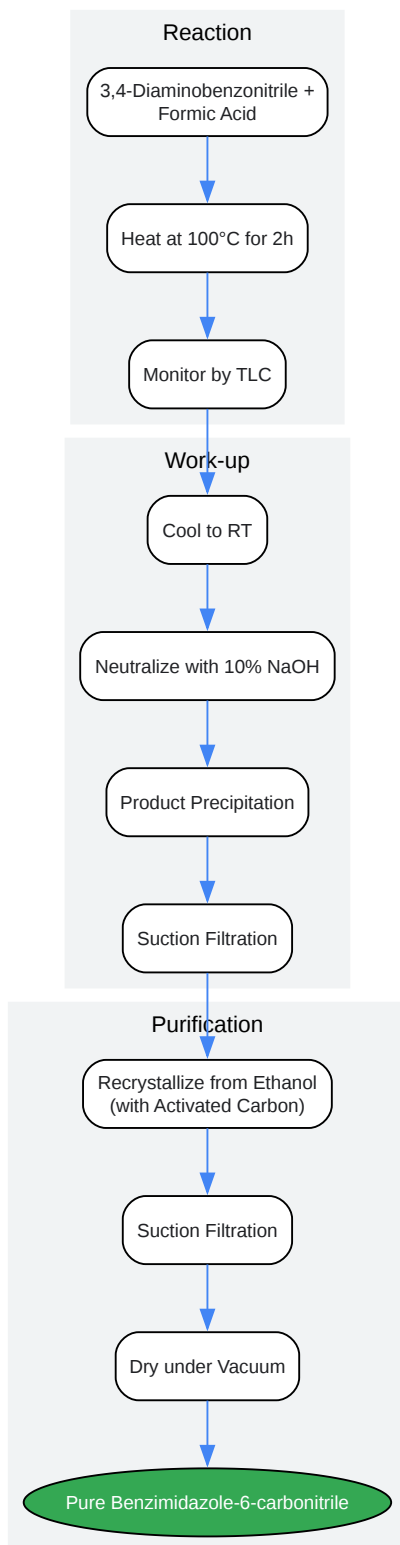 Reaction
3,4-Diaminobenzonitrile +
Formic Acid
Heat at 100°C for 2h
Monitor by TLC
Work-up
Cool to RT
Neutralize with 10% NaOH
Product Precipitation
Suction Filtration
Purification
Recrystallize from Ethanol
(with Activated Carbon)
Suction Filtration
Dry under Vacuum
Pure Benzimidazole-6-carbonitrile